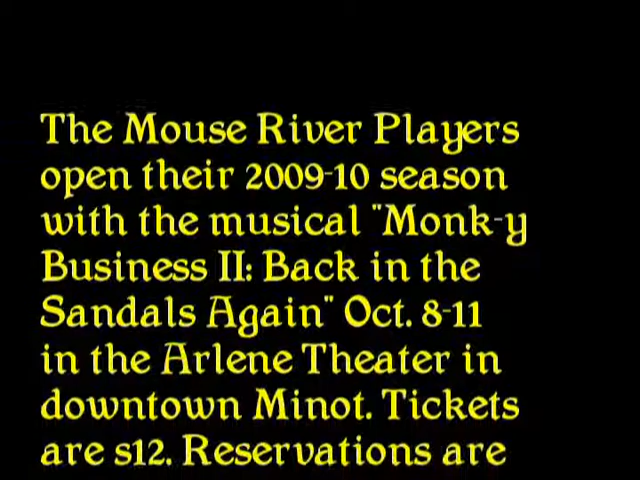 The Mouse River Players
open their 2009-10 season
with the musical "Monk-y
Business II: Back in the
Sandals Again" Oct. 8-11
in the Arlene Theater in
downtown Minot. Tickets
are s12. Reservations are